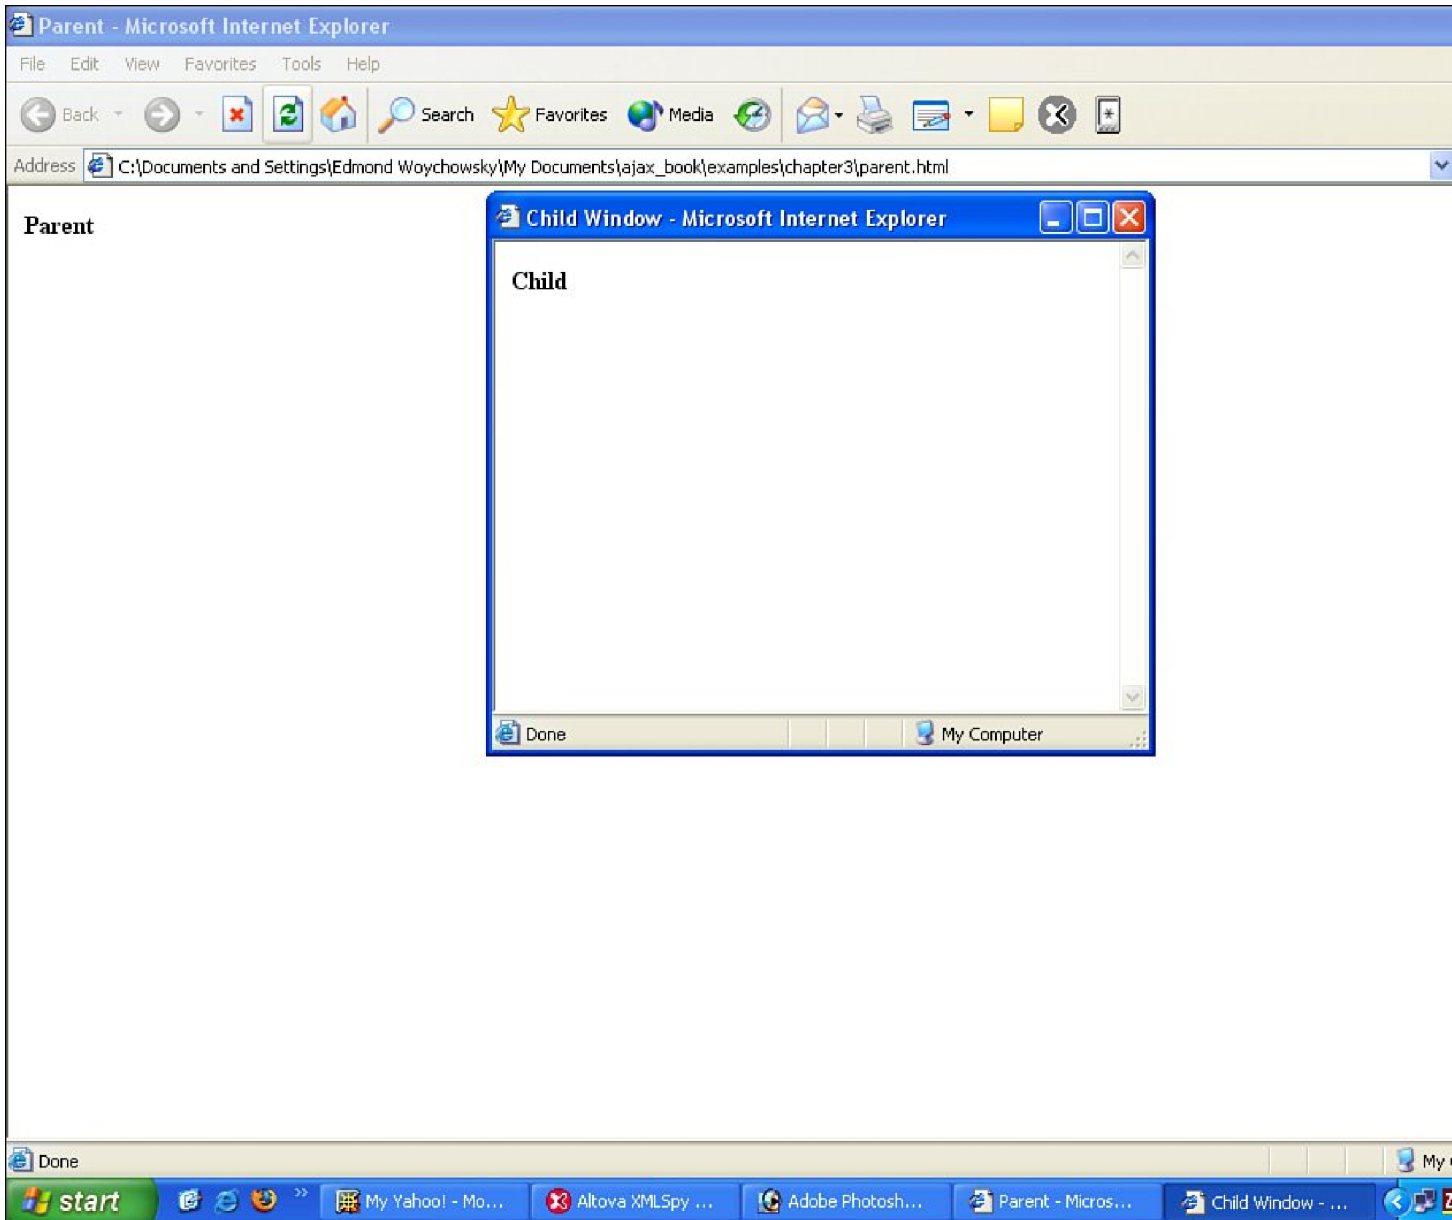 Parent - Microsoft Internet Explorer
File Edit View Favorites Tools Help
Back Search Favorites Media
Address C:\Documents and Settings\Edmond Woychowsky\My Documents\ajax_book\examples\chapter3\parent.html
Parent
Child Window - Microsoft Internet Explorer
Child
Done My Computer
Done My
start My Yahoo! - Mo... Altova XMLSpy ... Adobe Photosh... Parent - Micros... Child Window - ...